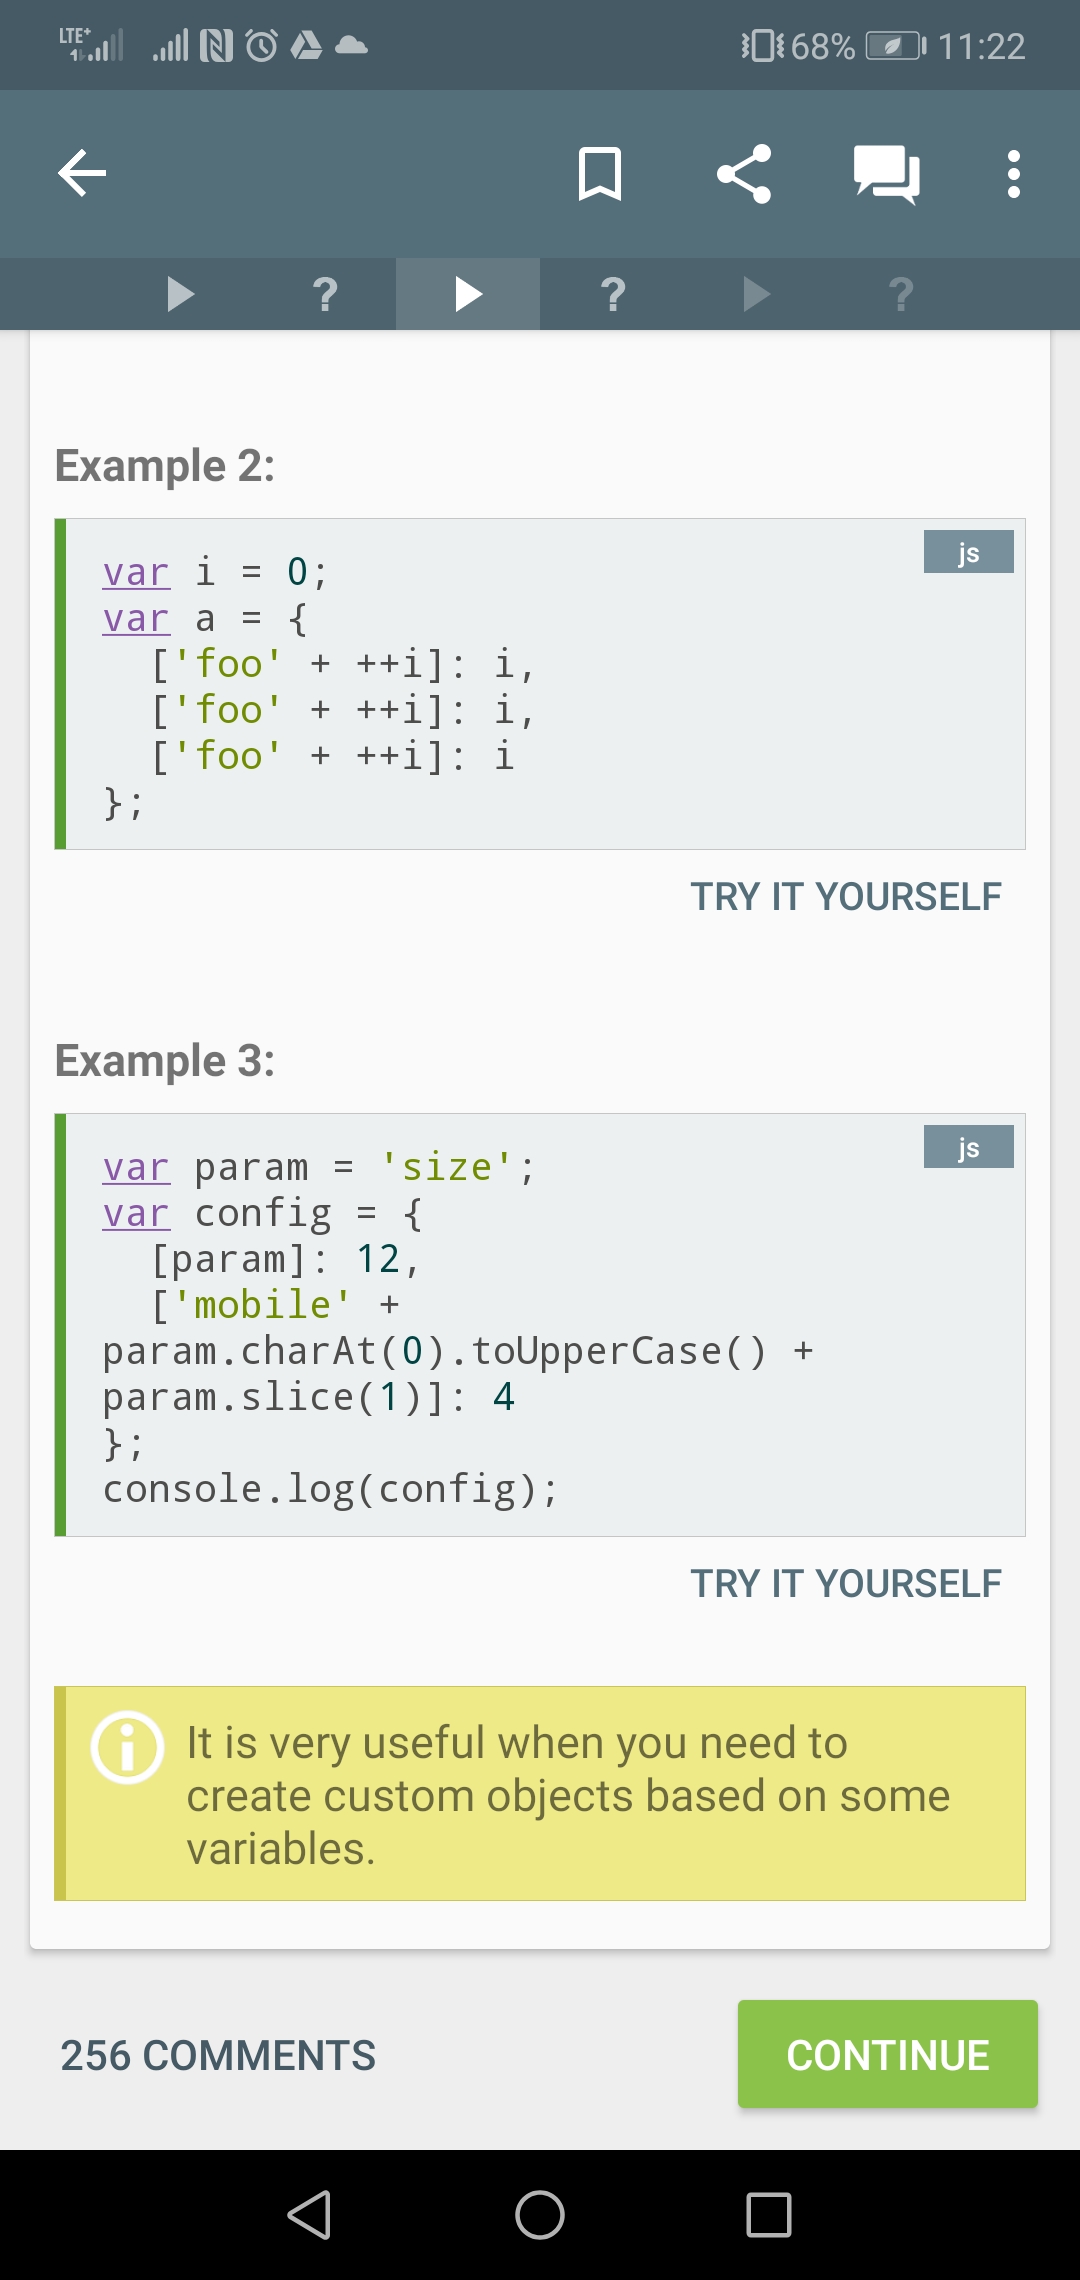 LTE+ 68% 11:22
? ? ?
Example 2:
js
var i = 0;
var a = {
  ['foo' + ++i]: i,
  ['foo' + ++i]: i,
  ['foo' + ++i]: i
};
TRY IT YOURSELF
Example 3:
js
var param = 'size';
var config = {
  [param]: 12,
  ['mobile' +
param.charAt(0).toUpperCase() +
param.slice(1)]: 4
};
console.log(config);
TRY IT YOURSELF
It is very useful when you need to
create custom objects based on some
variables.
256 COMMENTS
CONTINUE